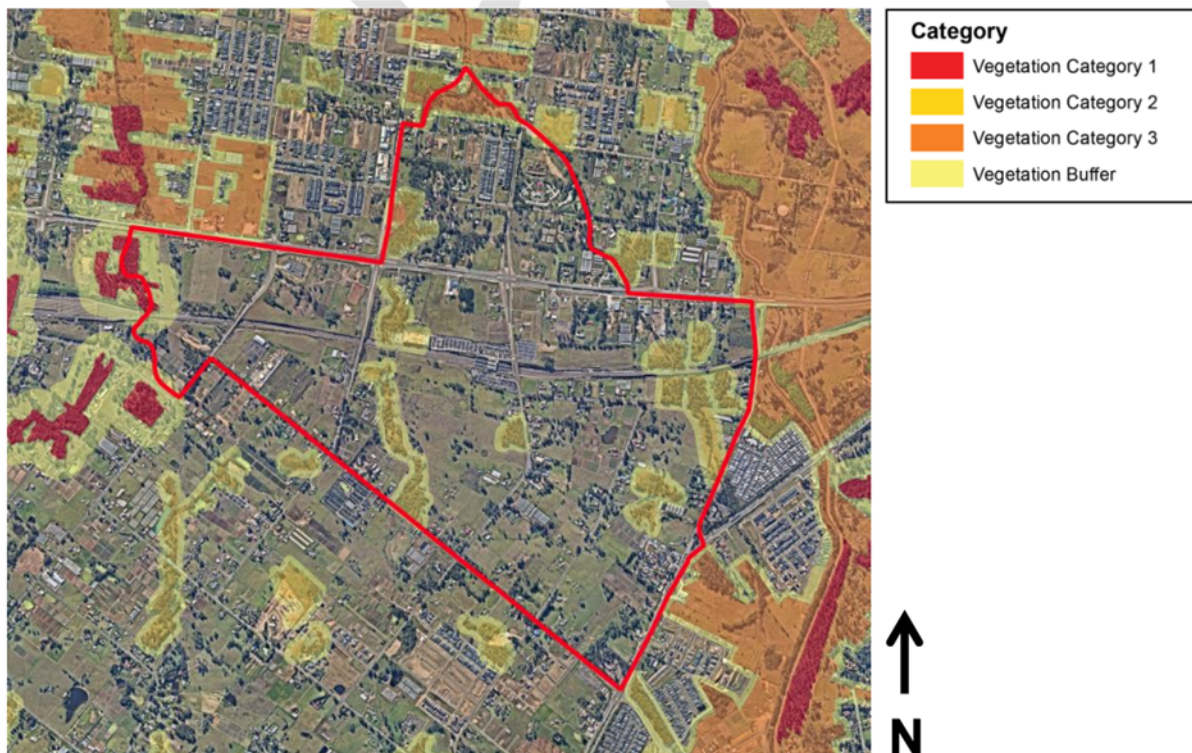 Category
Vegetation Category 1
Vegetation Category 2
Vegetation Category 3
Vegetation Buffer
N